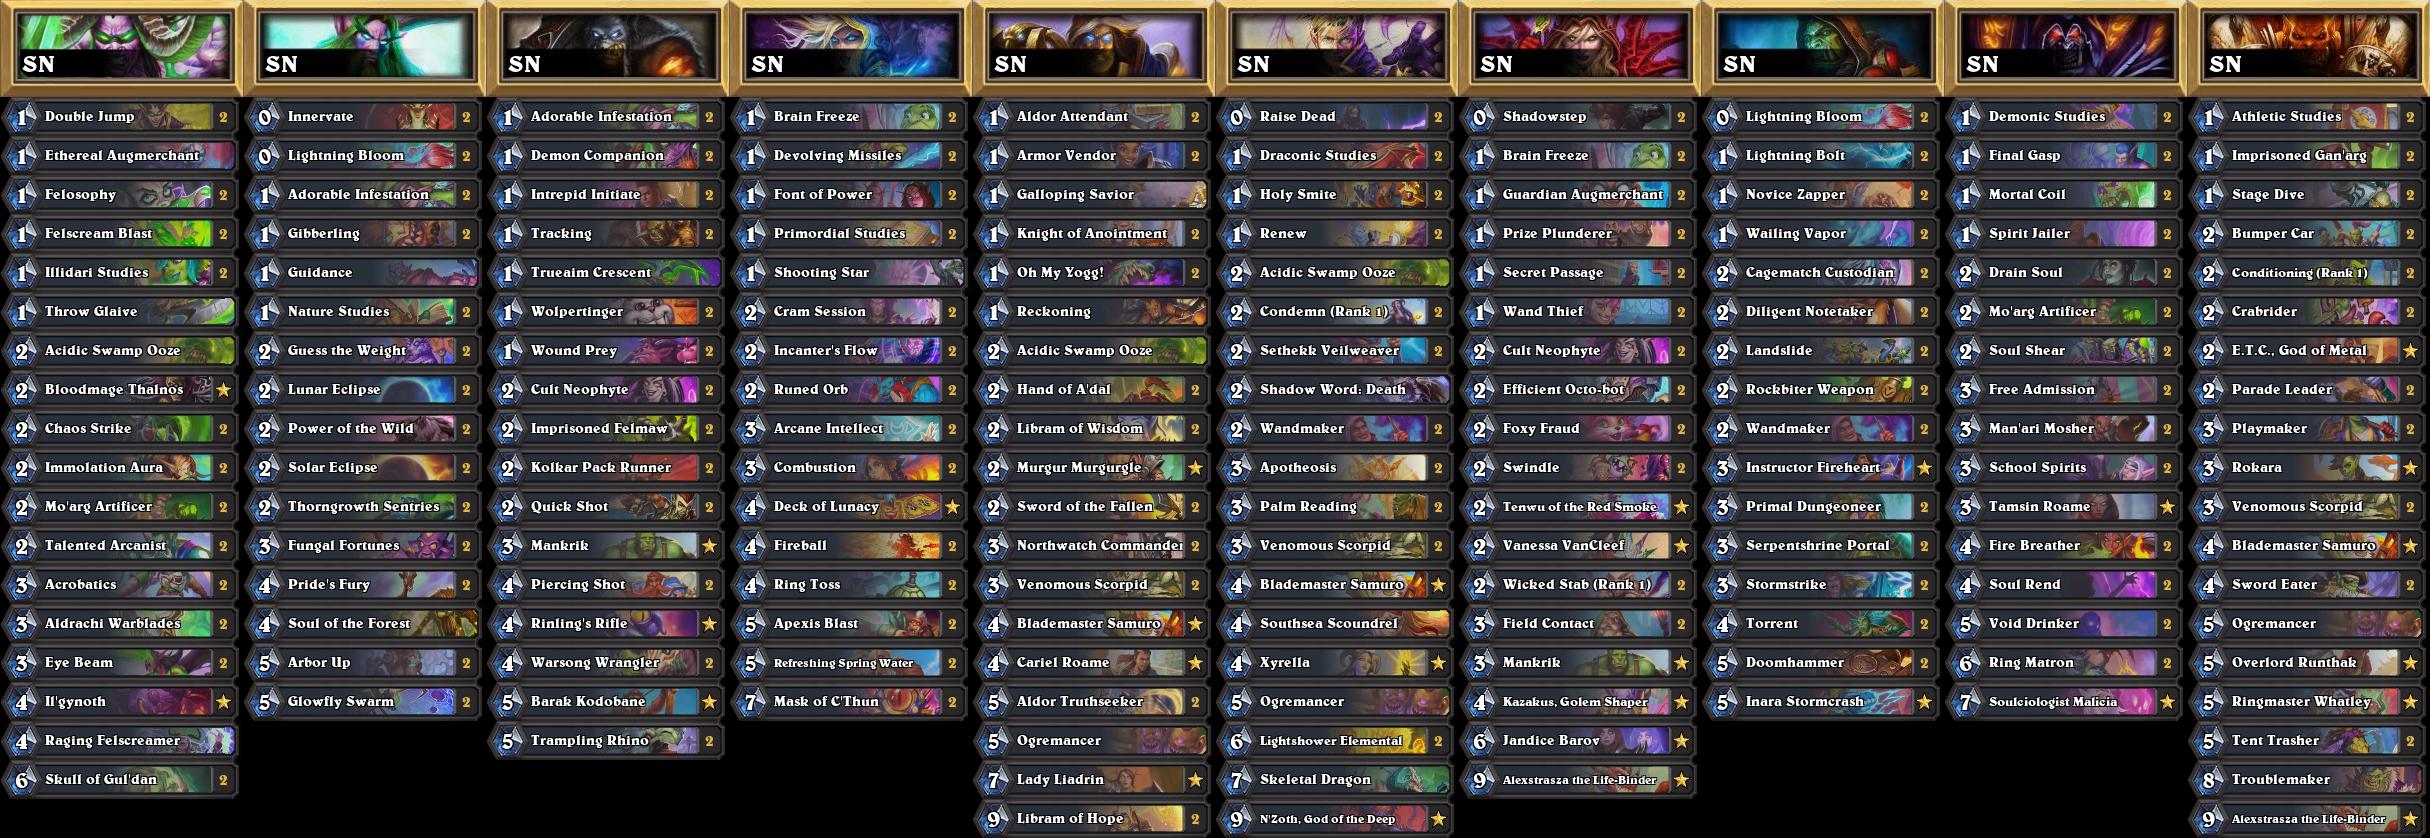 SN
1 Double Jump 2
1 Ethereal Augmerchant
1 Felosophy 2
1 Felscream Blast 2
1 Illidari Studies 2
1 Throw Glaive
2 Acidic Swamp Ooze
2 Bloodmage Thalnos
2 Chaos Strike 2
2 Immolation Aura 2
2 Mo'arg Artificer 2
2 Talented Arcanist 2
3 Acrobatics 2
3 Aldrachi Warblades 2
3 Eye Beam 2
4 Il'gynoth
4 Raging Felscreamer
6 Skull of Gul'dan 2
SN
0 Innervate 2
0 Lightning Bloom 2
1 Adorable Infestation 2
1 Gibberling 2
1 Guidance
1 Nature Studies 2
2 Guess the Weight 2
2 Lunar Eclipse 2
2 Power of the Wild 2
2 Solar Eclipse 2
2 Thorngrowth Sentries 2
3 Fungal Fortunes 2
4 Pride's Fury 2
4 Soul of the Forest
5 Arbor Up 2
5 Glowfly Swarm 2
SN
1 Adorable Infestation 2
1 Demon Companion 2
1 Intrepid Initiate 2
1 Tracking 2
1 Trueaim Crescent
1 Wolpertinger 2
1 Wound Prey 2
2 Cult Neophyte 2
2 Imprisoned Felmaw 2
2 Kolkar Pack Runner 2
2 Quick Shot 2
3 Mankrik
4 Piercing Shot 2
4 Rinling's Rifle
4 Warsong Wrangler 2
5 Barak Kodobane
5 Trampling Rhino 2
SN
1 Brain Freeze 2
1 Devolving Missiles 2
1 Font of Power 2
1 Primordial Studies 2
1 Shooting Star
2 Cram Session 2
2 Incanter's Flow 2
2 Runed Orb 2
3 Arcane Intellect 2
3 Combustion 2
4 Deck of Lunacy
4 Fireball 2
4 Ring Toss 2
5 Apexis Blast 2
5 Refreshing Spring Water 2
7 Mask of C'Thun 2
SN
1 Aldor Attendant 2
1 Armor Vendor 2
1 Galloping Savior
1 Knight of Anointment 2
1 Oh My Yogg! 2
1 Reckoning
2 Acidic Swamp Ooze
2 Hand of A'dal 2
2 Libram of Wisdom 2
2 Murgur Murgurgle
2 Sword of the Fallen 2
3 Northwatch Commander 2
3 Venomous Scorpid 2
4 Blademaster Samuro
4 Cariel Roame
5 Aldor Truthseeker 2
5 Ogremancer
7 Lady Liadrin
9 Libram of Hope 2
SN
0 Raise Dead 2
1 Draconic Studies 2
1 Holy Smite 2
1 Renew 2
2 Acidic Swamp Ooze
2 Condemn (Rank 1) 2
2 Sethekk Veilweaver 2
2 Shadow Word: Death
2 Wandmaker 2
3 Apotheosis 2
3 Palm Reading 2
3 Venomous Scorpid 2
4 Blademaster Samuro
4 Southsea Scoundrel
4 Xyrella
5 Ogremancer
6 Lightshower Elemental 2
7 Skeletal Dragon
9 N'Zoth, God of the Deep
SN
0 Shadowstep 2
1 Brain Freeze 2
1 Guardian Augmerchant 2
1 Prize Plunderer 2
1 Secret Passage 2
1 Wand Thief 2
2 Cult Neophyte 2
2 Efficient Octo-bot 2
2 Foxy Fraud 2
2 Swindle 2
2 Tenwu of the Red Smoke
2 Vanessa VanCleef
2 Wicked Stab (Rank 1) 2
3 Field Contact 2
3 Mankrik
4 Kazakus, Golem Shaper
6 Jandice Barov
9 Alexstrasza the Life-Binder
SN
0 Lightning Bloom 2
1 Lightning Bolt 2
1 Novice Zapper 2
1 Wailing Vapor 2
2 Cagematch Custodian 2
2 Diligent Notetaker 2
2 Landslide 2
2 Rockbiter Weapon 2
2 Wandmaker 2
3 Instructor Fireheart
3 Primal Dungeoneer 2
3 Serpentshrine Portal 2
3 Stormstrike 2
4 Torrent 2
5 Doomhammer 2
5 Inara Stormcrash
SN
1 Demonic Studies 2
1 Final Gasp 2
1 Mortal Coil 2
1 Spirit Jailer 2
2 Drain Soul 2
2 Mo'arg Artificer 2
2 Soul Shear 2
3 Free Admission 2
3 Man'ari Mosher 2
3 School Spirits 2
3 Tamsin Roame
4 Fire Breather 2
4 Soul Rend 2
5 Void Drinker 2
6 Ring Matron 2
7 Soulciologist Malicia
SN
1 Athletic Studies 2
1 Imprisoned Gan'arg 2
1 Stage Dive 2
2 Bumper Car 2
2 Conditioning (Rank 1) 2
2 Crabrider 2
2 E.T.C., God of Metal
2 Parade Leader 2
3 Playmaker 2
3 Rokara
3 Venomous Scorpid 2
4 Blademaster Samuro
4 Sword Eater 2
5 Ogremancer
5 Overlord Runthak
5 Ringmaster Whatley
5 Tent Trasher 2
8 Troublemaker
9 Alexstrasza the Life-Binder